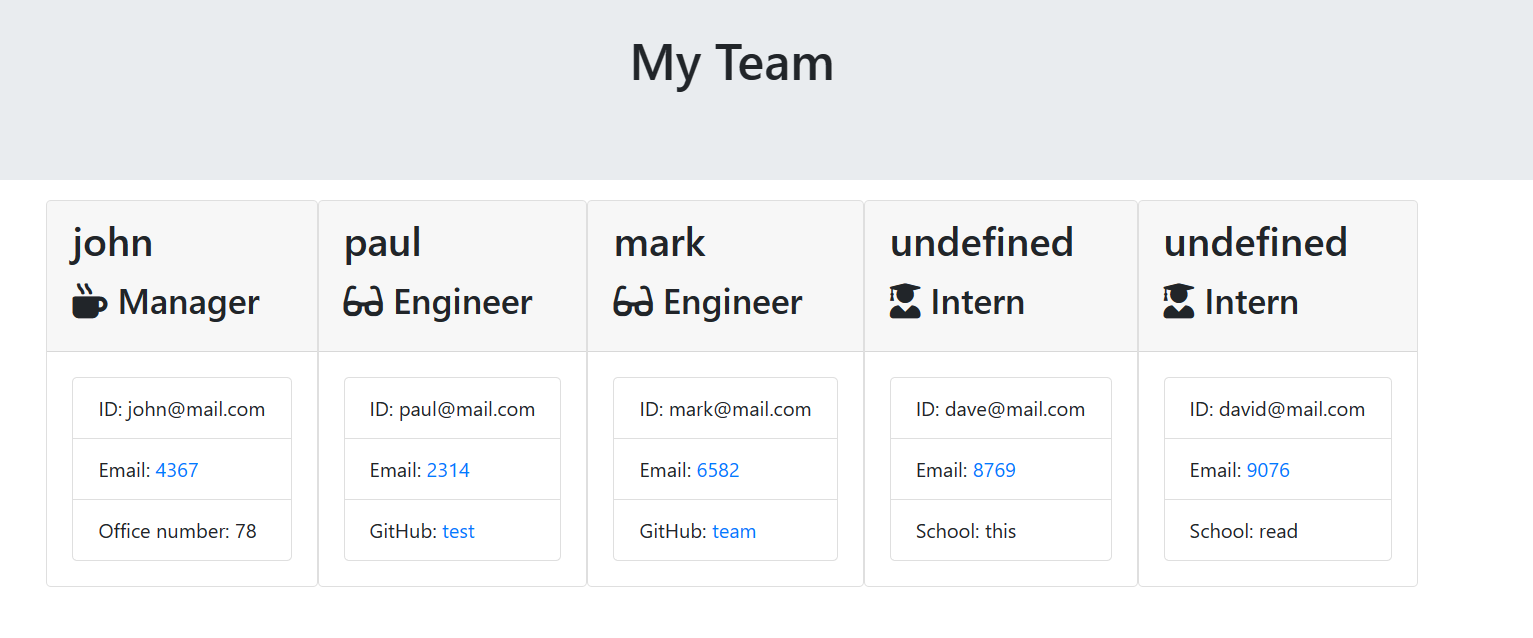 My Team
john
Manager
ID: john@mail.com
Email: 4367
Office number: 78
paul
Engineer
ID: paul@mail.com
Email: 2314
GitHub: test
mark
Engineer
ID: mark@mail.com
Email: 6582
GitHub: team
undefined
Intern
ID: dave@mail.com
Email: 8769
School: this
undefined
Intern
ID: david@mail.com
Email: 9076
School: read